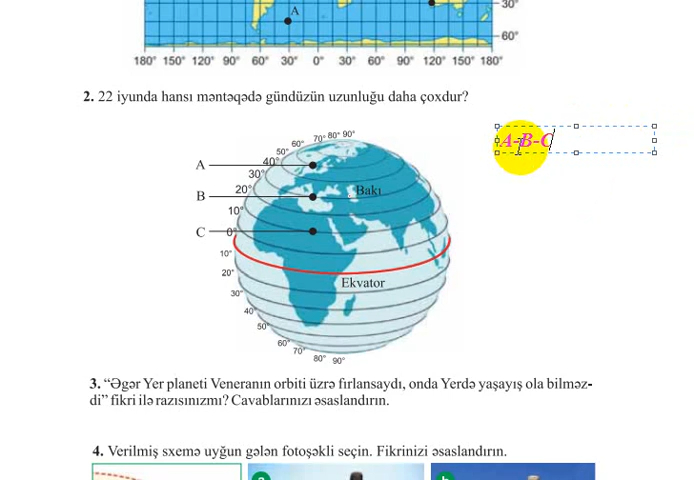 30°
A
60°
180° 150° 120° 90° 60° 30° 0° 30° 60° 90° 120° 150° 180°
2. 22 iyunda hansı məntəqədə gündüzün uzunluğu daha çoxdur?
A-B-C
70° 80° 90°
60°
50°
40°
A
30°
20°
Bakı
B
10°
C
0°
10°
20°
Ekvator
30°
40°
50°
60°
70°
80° 90°
3. “Əgər Yer planeti Veneranın orbiti üzrə fırlansaydı, onda Yerdə yaşayış ola bilməz-
di” fikri ilə razısınızmı? Cavablarınızı əsaslandırın.
4. Verilmiş sxemə uyğun gələn fotoşəkli seçin. Fikrinizi əsaslandırın.